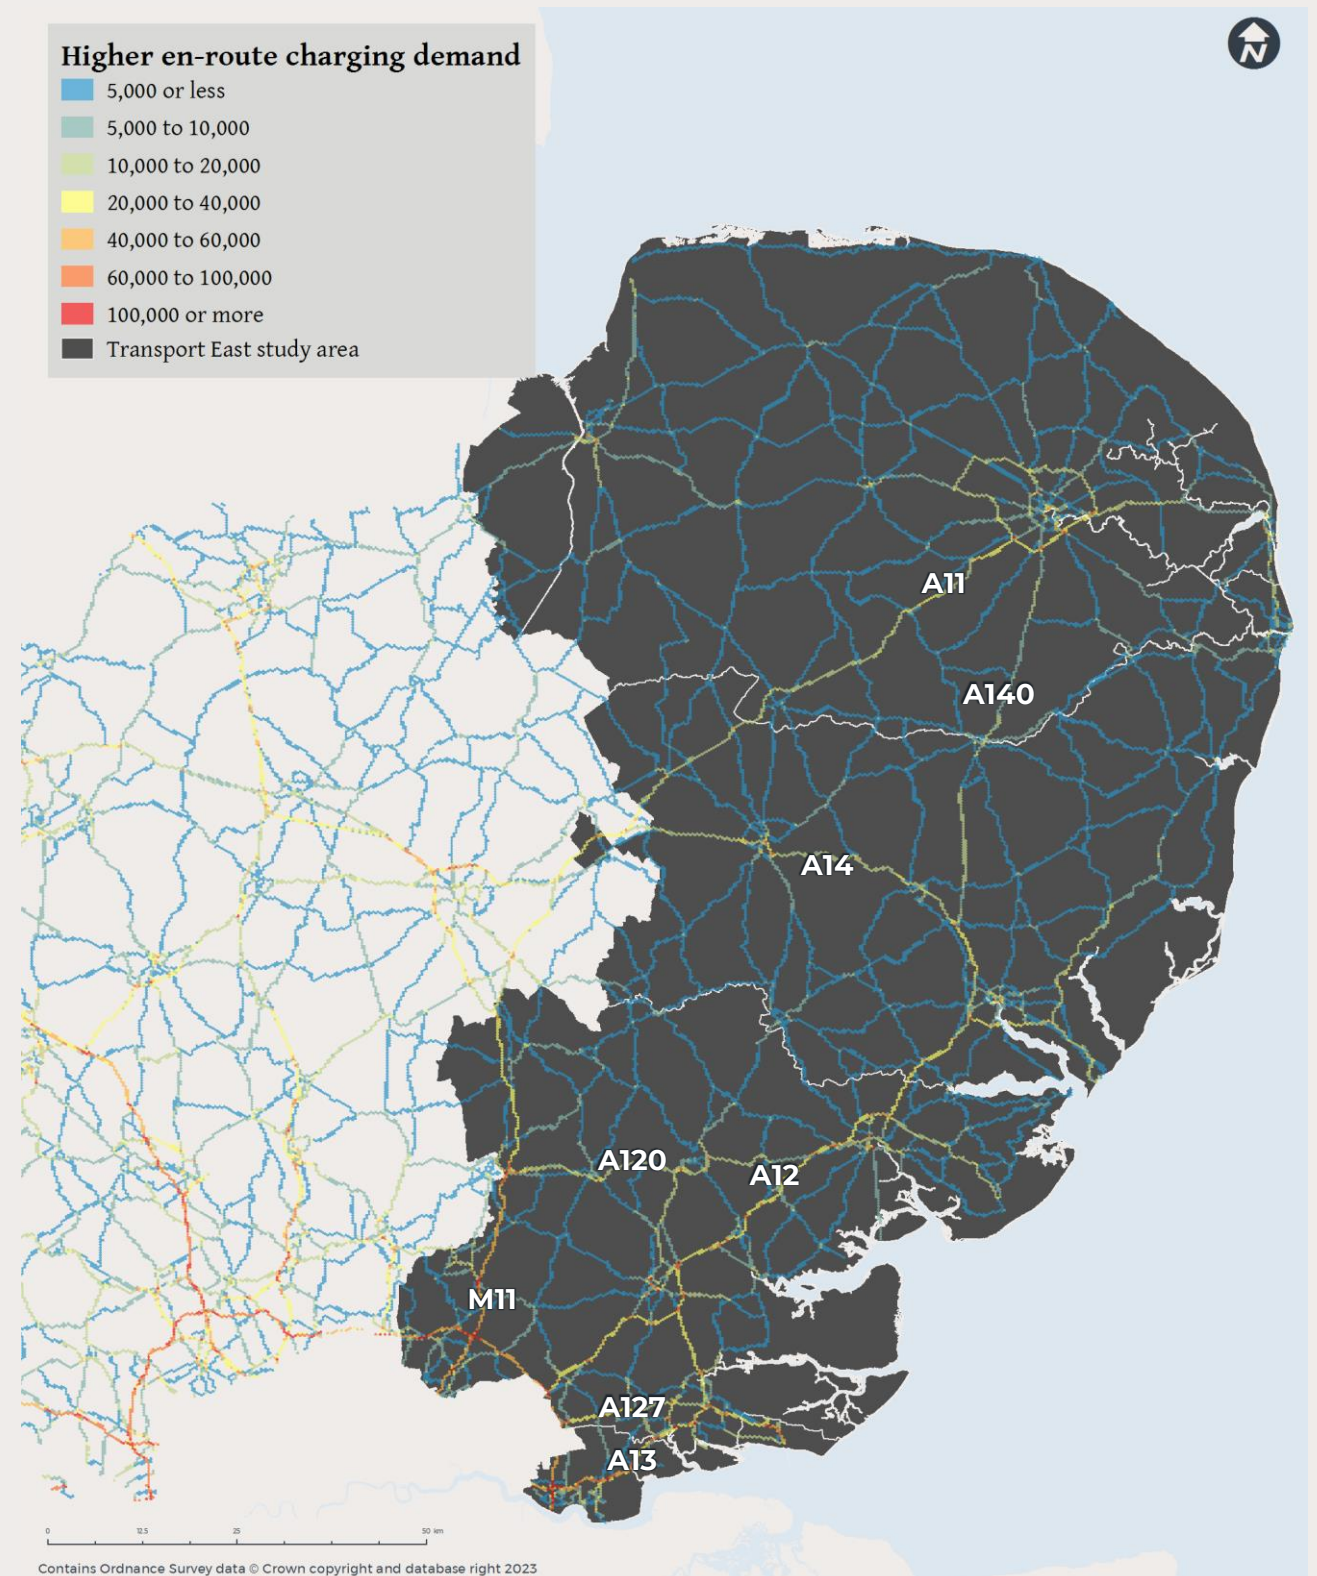 Higher en-route charging demand
5,000 or less
5,000 to 10,000
10,000 to 20,000
20,000 to 40,000
40,000 to 60,000
60,000 to 100,000
100,000 or more
Transport East study area
N
A11
A140
A14
A120
A12
M11
A127
A13
0 12.5 25 50 km
Contains Ordnance Survey data © Crown copyright and database right 2023